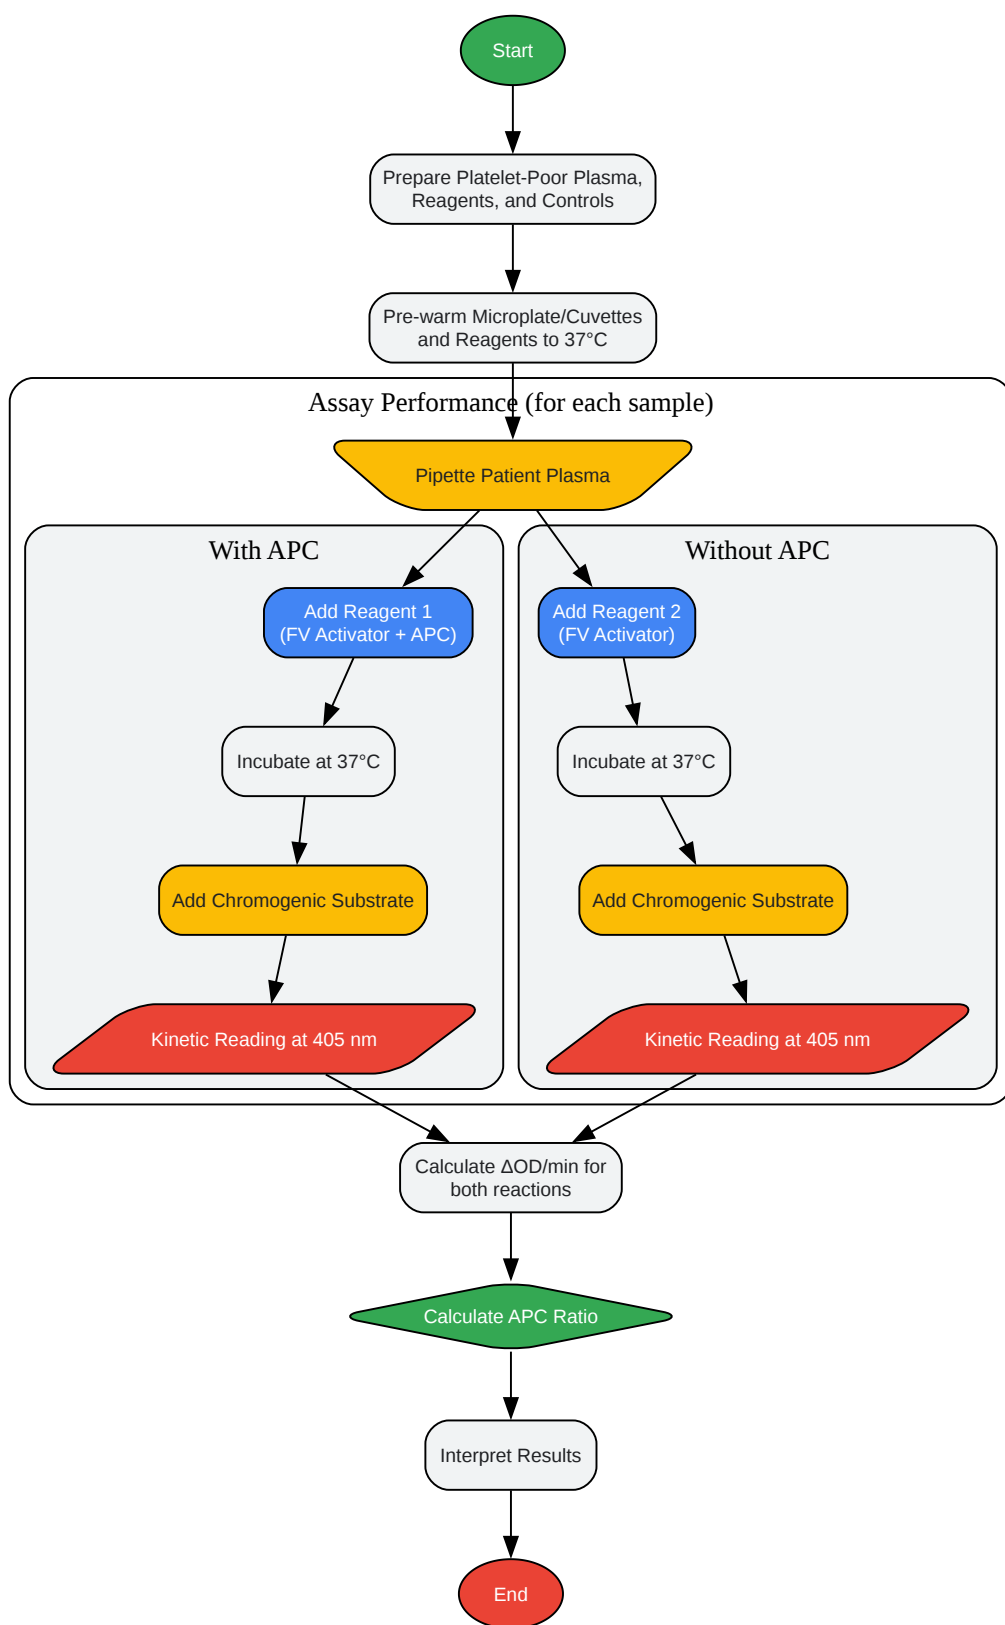 Start
Prepare Platelet-Poor Plasma,
Reagents, and Controls
Pre-warm Microplate/Cuvettes
and Reagents to 37°C
Assay Performance (for each sample)
Pipette Patient Plasma
With APC
Add Reagent 1
(FV Activator + APC)
Incubate at 37°C
Add Chromogenic Substrate
Kinetic Reading at 405 nm
Without APC
Add Reagent 2
(FV Activator)
Incubate at 37°C
Add Chromogenic Substrate
Kinetic Reading at 405 nm
Calculate ΔOD/min for
both reactions
Calculate APC Ratio
Interpret Results
End